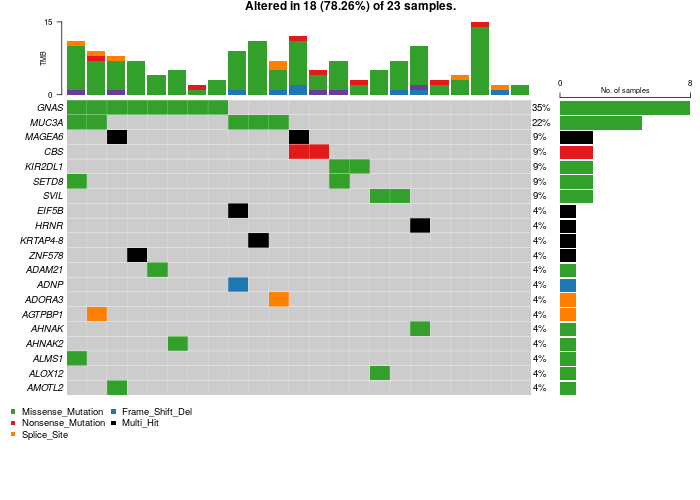 Altered in 18 (78.26%) of 23 samples.
15
TMB
0
0
8
No. of samples
GNAS 35%
MUC3A 22%
MAGEA6 9%
CBS 9%
KIR2DL1 9%
SETD8 9%
SVIL 9%
EIF5B 4%
HRNR 4%
KRTAP4-8 4%
ZNF578 4%
ADAM21 4%
ADNP 4%
ADORA3 4%
AGTPBP1 4%
AHNAK 4%
AHNAK2 4%
ALMS1 4%
ALOX12 4%
AMOTL2 4%
Missense_Mutation Frame_Shift_Del
Nonsense_Mutation Multi_Hit
Splice_Site